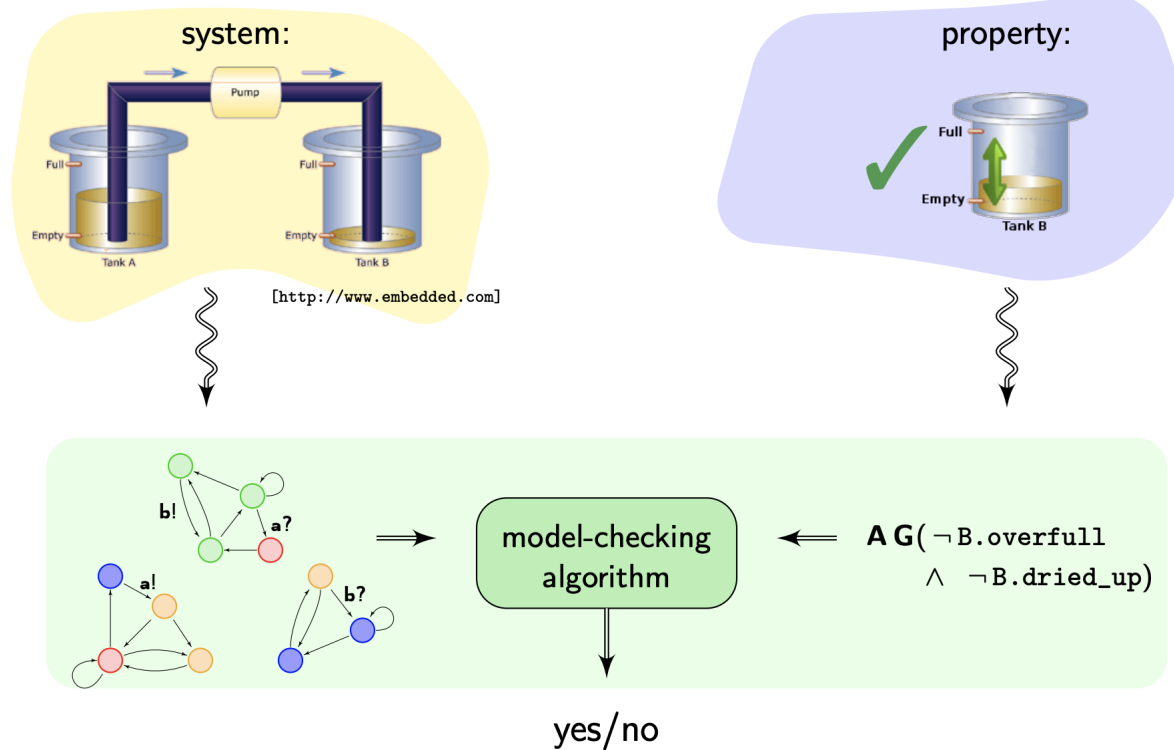 system:
Pump
Full
Full
Empty
Empty
Tank A
Tank B
[http://www.embedded.com]
property:
Full
Empty
Tank B
b!
a?
a!
b?
model-checking
algorithm
A G( ¬ B.overfull
∧ ¬ B.dried_up)
yes/no